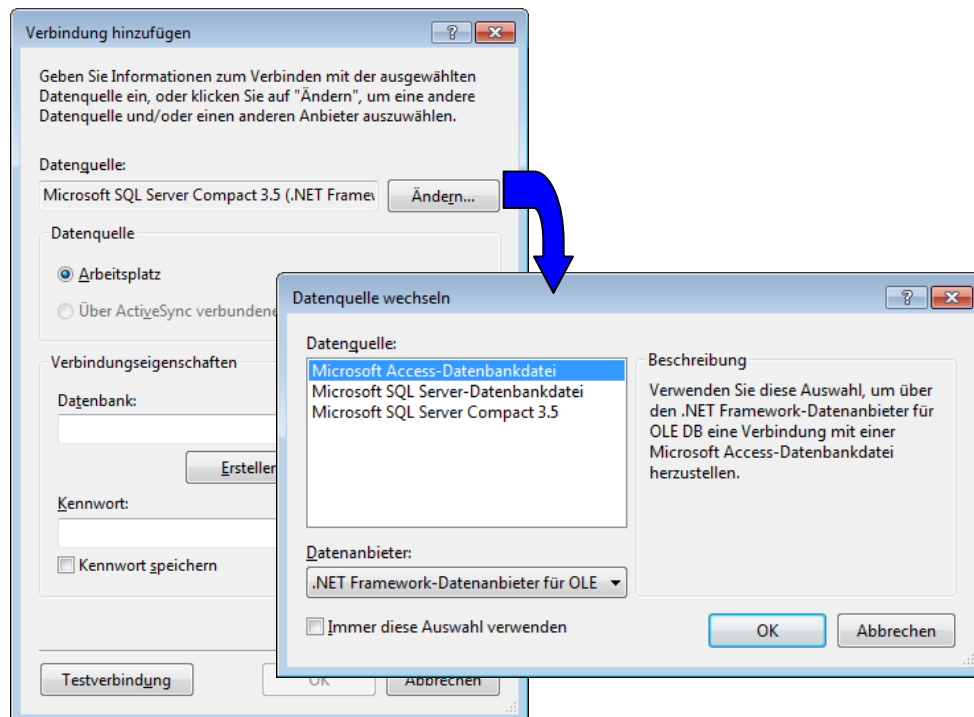 Verbindung hinzufügen
Geben Sie Informationen zum Verbinden mit der ausgewählten
Datenquelle ein, oder klicken Sie auf "Ändern", um eine andere
Datenquelle und/oder einen anderen Anbieter auszuwählen.
Datenquelle:
Microsoft SQL Server Compact 3.5 (.NET
Ändern...
Datenquelle
Arbeitsplatz
Über ActiveSync
Verbindungseigenschaften
Datenbank:
Kennwort:
Kennwort speichern
Testverbindung
OK
Abbrechen
Datenquelle wechseln
Datenquelle:
Microsoft Access-Datenbankdatei
Microsoft SQL Server-Datenbankdatei
Microsoft SQL Server Compact 3.5
Beschreibung
Verwenden Sie diese Auswahl, um über
den .NET Framework-Datenanbieter für
OLE DB eine Verbindung mit einer
Microsoft Access-Datenbankdatei
herzustellen.
Datenanbieter:
.NET Framework-Datenanbieter für OLE
Immer diese Auswahl verwenden
OK
Abbrechen